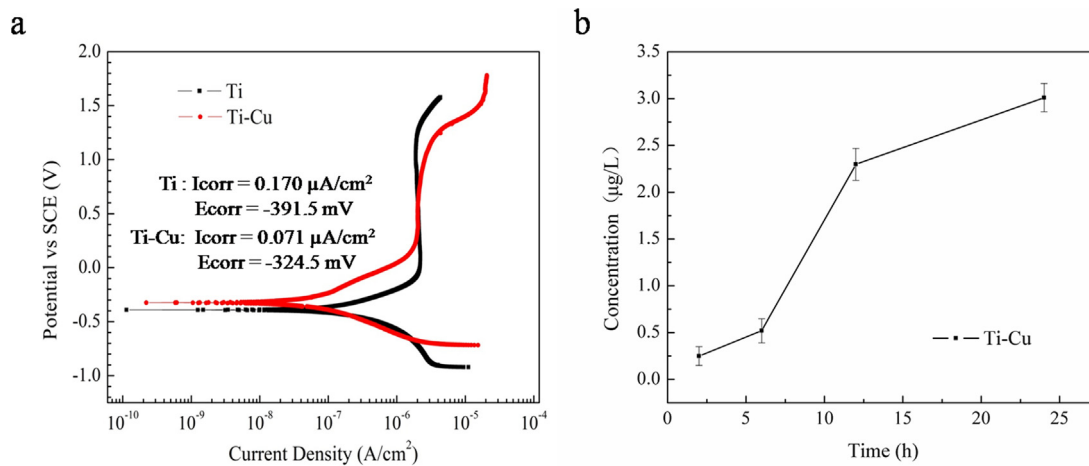 a
2.0
1.5
1.0
0.5
0.0
-0.5
-1.0
Potential vs SCE (V)
Ti
Ti-Cu
Ti : Icorr = 0.170 μA/cm²
Ecorr = -391.5 mV
Ti-Cu: Icorr = 0.071 μA/cm²
Ecorr = -324.5 mV
10⁻¹⁰ 10⁻⁹ 10⁻⁸ 10⁻⁷ 10⁻⁶ 10⁻⁵ 10⁻⁴
Current Density (A/cm²)
b
3.5
3.0
2.5
2.0
1.5
1.0
0.5
0.0
Concentration (μg/L)
Ti-Cu
0 5 10 15 20 25
Time (h)